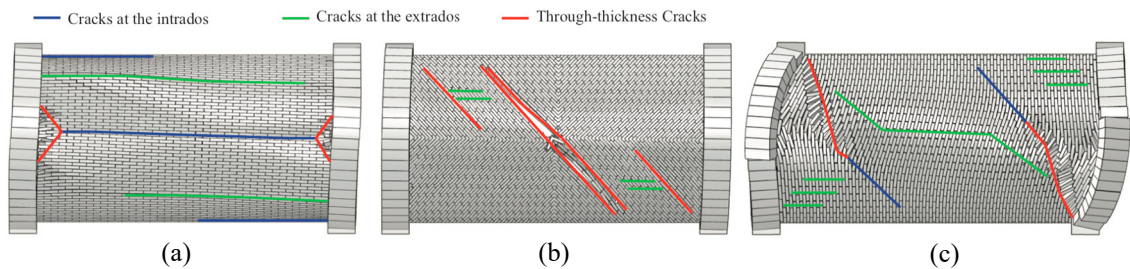 Cracks at the intrados Cracks at the extrados Through-thickness Cracks
(a) (b) (c)